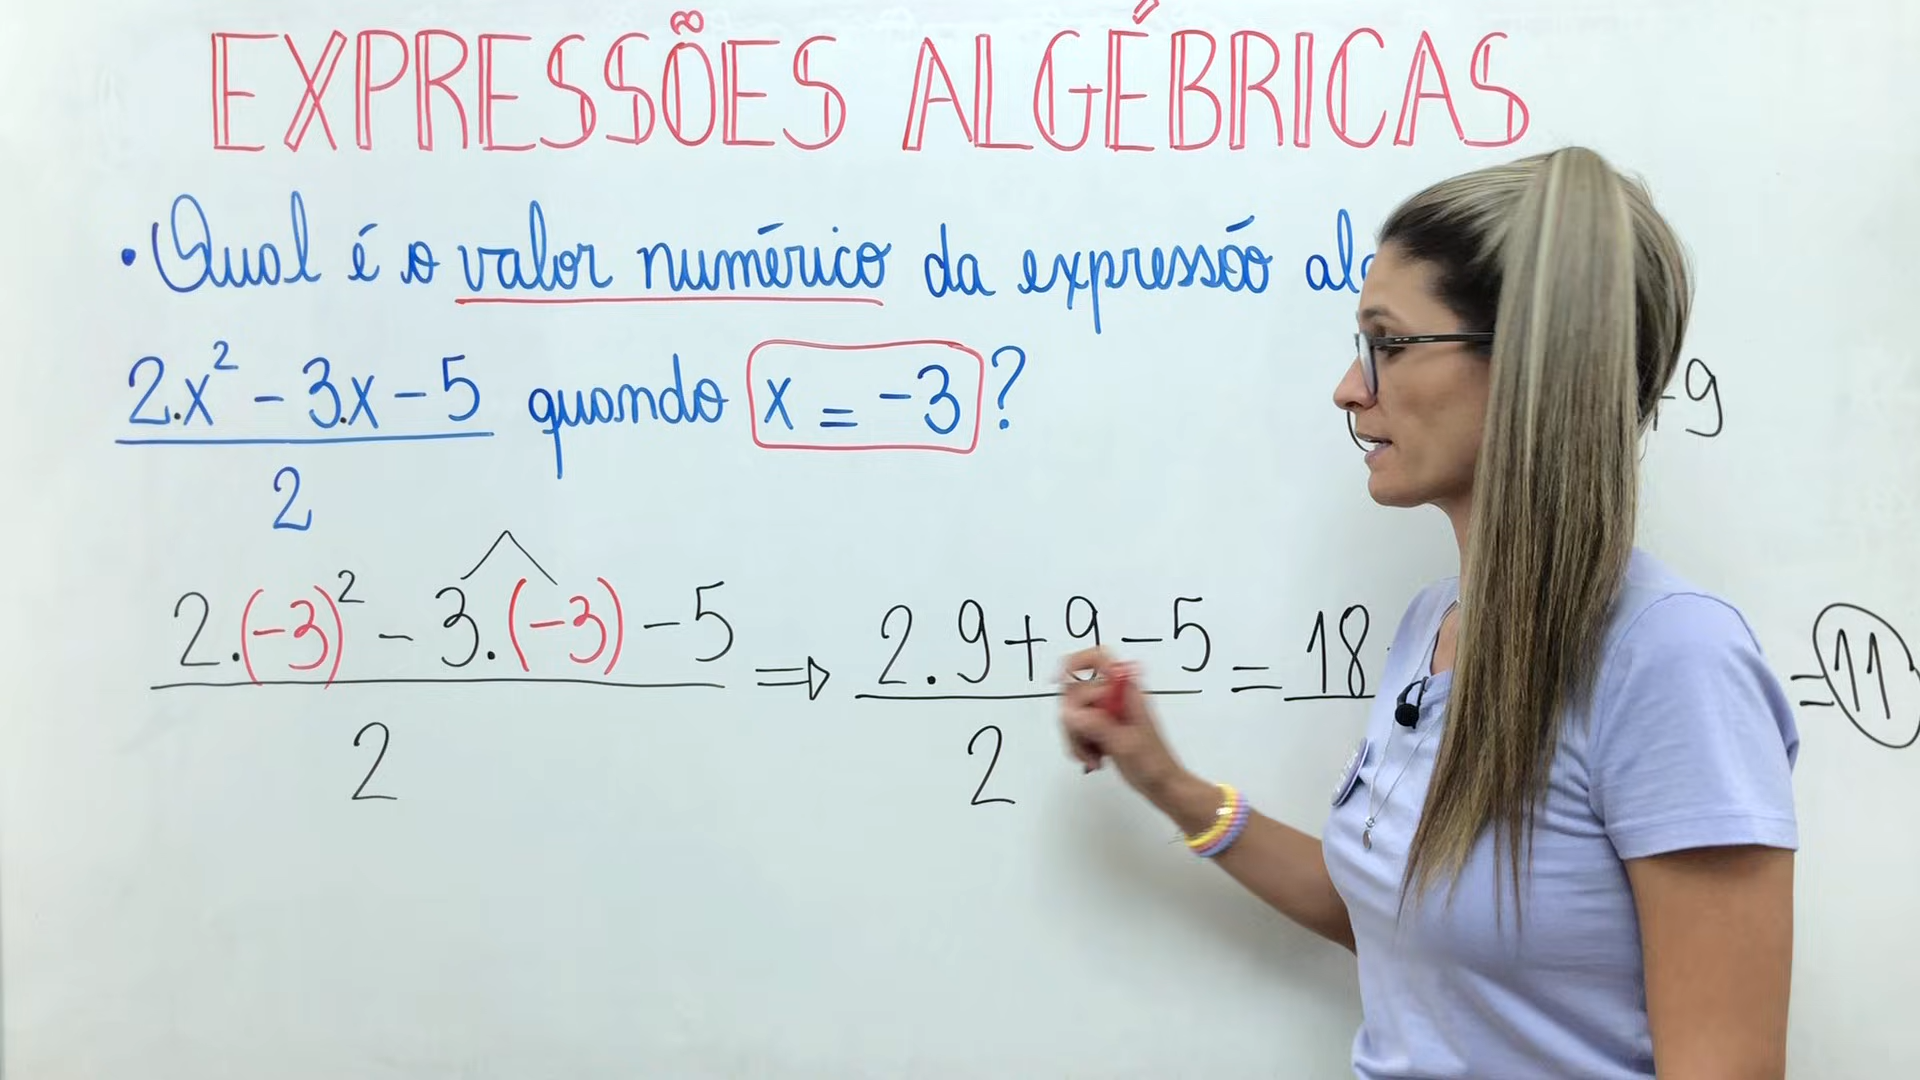 EXPRESSÕES ALGÉBRICAS
• Qual é o valor numérico da expressão
2.x² - 3.x - 5 quando x = -3 ?
2
2.(-3)² - 3.(-3) - 5 ⇒ 2.9+9-5 = 18 = 11
2 2
+9